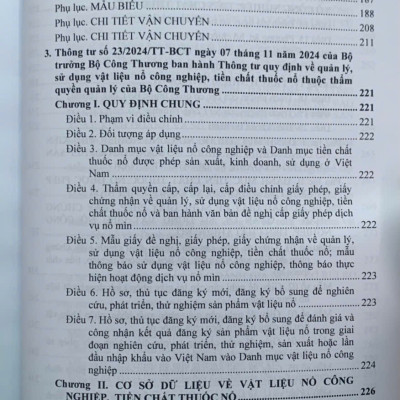 Phụ lục. MẪU BIỂU
188
Phụ lục. CHI TIẾT VẬN CHUYỂN
208
Phụ lục. CHI TIẾT VẬN CHUYỂN
211
3. Thông tư số 23/2024/TT-BCT ngày 07 tháng 11 năm 2024 của Bộ
trưởng Bộ Công Thương ban hành Thông tư quy định về quản lý,
sử dụng vật liệu nổ công nghiệp, tiền chất thuốc nổ thuộc thẩm
quyền quản lý của Bộ Công Thương 221
Chương I. QUY ĐỊNH CHUNG 221
Điều 1. Phạm vi điều chỉnh 221
Điều 2. Đối tượng áp dụng 222
Điều 3. Danh mục vật liệu nổ công nghiệp và Danh mục tiền chất
thuốc nổ được phép sản xuất, kinh doanh, sử dụng ở Việt
Nam 222
Điều 4. Thẩm quyền cấp, cấp lại, cấp điều chỉnh giấy phép, giấy
chứng nhận về quản lý, sử dụng vật liệu nổ công nghiệp, tiền
chất thuốc nổ và ban hành văn bản đề nghị cấp giấy phép dịch
vụ nổ mìn 222
Điều 5. Mẫu giấy đề nghị, giấy phép, giấy chứng nhận về quản lý,
sử dụng vật liệu nổ công nghiệp, tiền chất thuốc nổ; mẫu
thông báo sử dụng vật liệu nổ công nghiệp, thông báo thực
hiện hoạt động dịch vụ nổ mìn 223
Điều 6. Hồ sơ, thủ tục đăng ký mới, đăng ký bổ sung để nghiên
cứu, phát triển, thử nghiệm sản phẩm vật liệu nổ 223
Điều 7. Hồ sơ, thủ tục đăng ký mới, đăng ký bổ sung để đánh giá và
công nhận kết quả đăng ký sản phẩm vật liệu nổ trong giai
đoạn nghiên cứu, phát triển, thử nghiệm, sản xuất hoặc lần
đầu nhập khẩu vào Việt Nam vào Danh mục vật liệu nổ công
nghiệp 224
Chương II. CƠ SỞ DỮ LIỆU VỀ VẬT LIỆU NỔ CÔNG
NGHIỆP, TIỀN CHẤT THUỐC NỔ 226